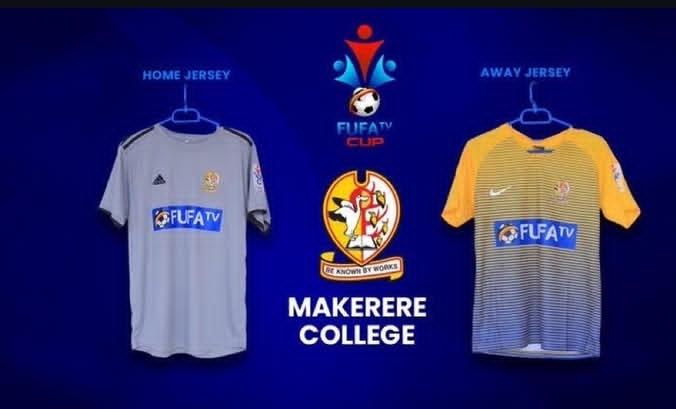 HOME JERSEY
AWAY JERSEY
FUFA TV
CUP
FUFA TV
FUFA TV
BE KNOWN BY WORKS
MAKERERE
COLLEGE